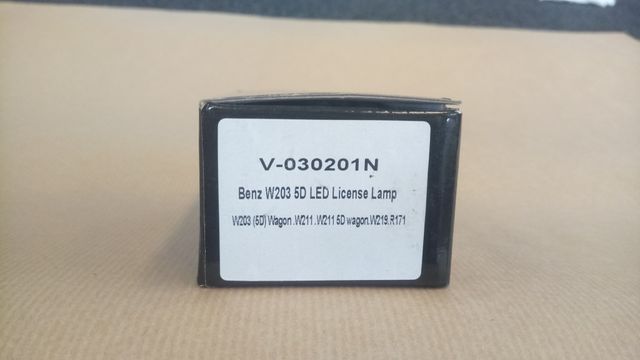 V-030201N
Benz W203 5D LED License Lamp
W203 (5D) Wagon .W211 .W211 5D wagon.W219.R171